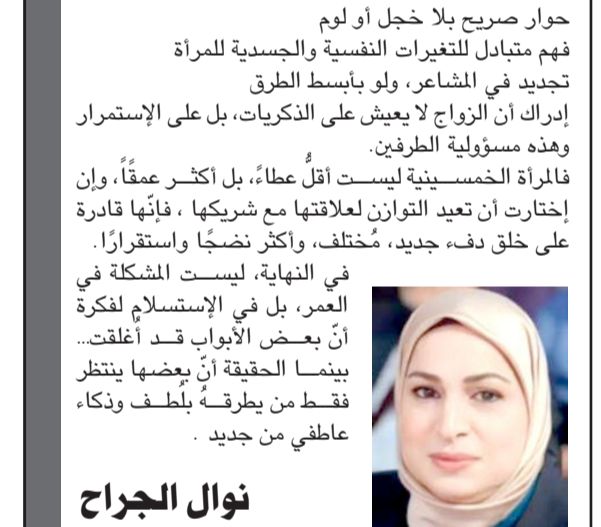 حوار صريح بلا خجل أو لوم
فهم متبادل للتغيرات النفسية والجسدية للمرأة
تجديد في المشاعر، ولو بأبسط الطرق
إدراك أن الزواج لا يعيش على الذكريات، بل على الإستمرار
وهذه مسؤولية الطرفين.
فالمرأة الخمسينية ليست أقلُّ عطاءً، بل أكثر عمقًاً، وإن
إختارت أن تعيد التوازن لعلاقتها مع شريكها ، فإنّها قادرة
على خلق دفء جديد، مُختلف، وأكثر نضجًا واستقرارًا.
في النهاية، ليست المشكلة في
العمر، بل في الإستسلام لفكرة
أنّ بعض الأبواب قد أُغلقت...
بينما الحقيقة أنّ بعضها ينتظر
فقط من يطرقهُ بلُطف وذكاء
عاطفي من جديد .
نوال الجراح